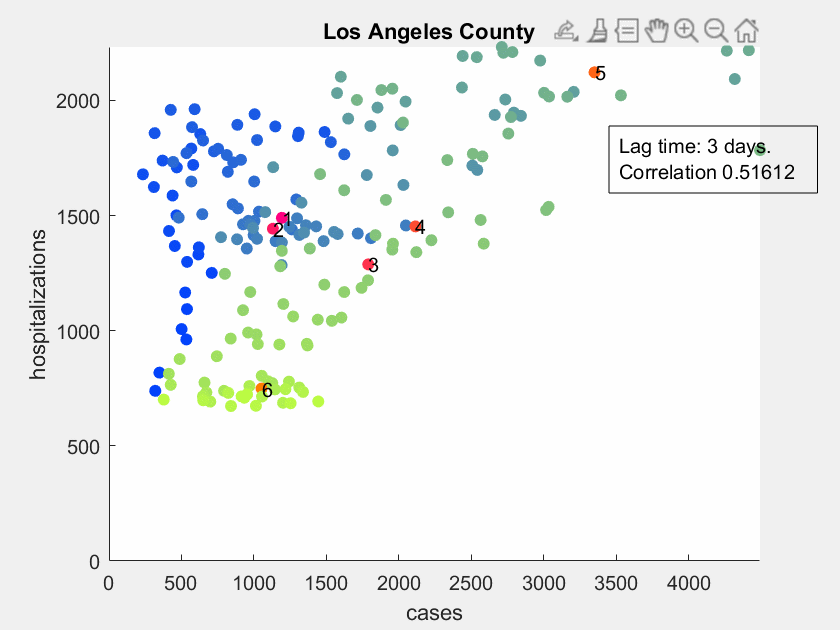 Los Angeles County
5
Lag time: 3 days.
Correlation 0.51612
1
2
4
3
6
hospitalizations
2000
1500
1000
500
0
0 500 1000 1500 2000 2500 3000 3500 4000
cases